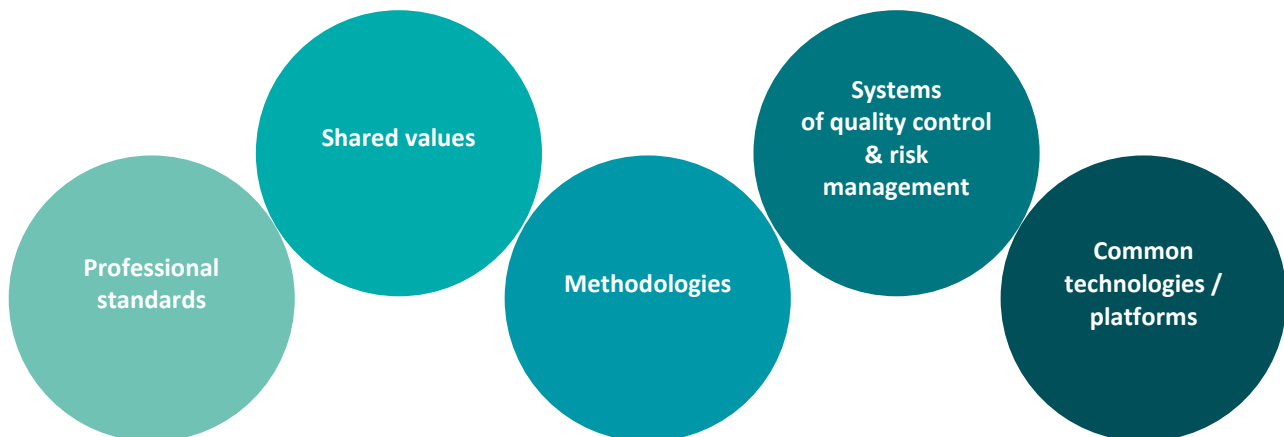 Professional
standards
Shared values
Methodologies
Systems
of quality control
& risk
management
Common
technologies /
platforms